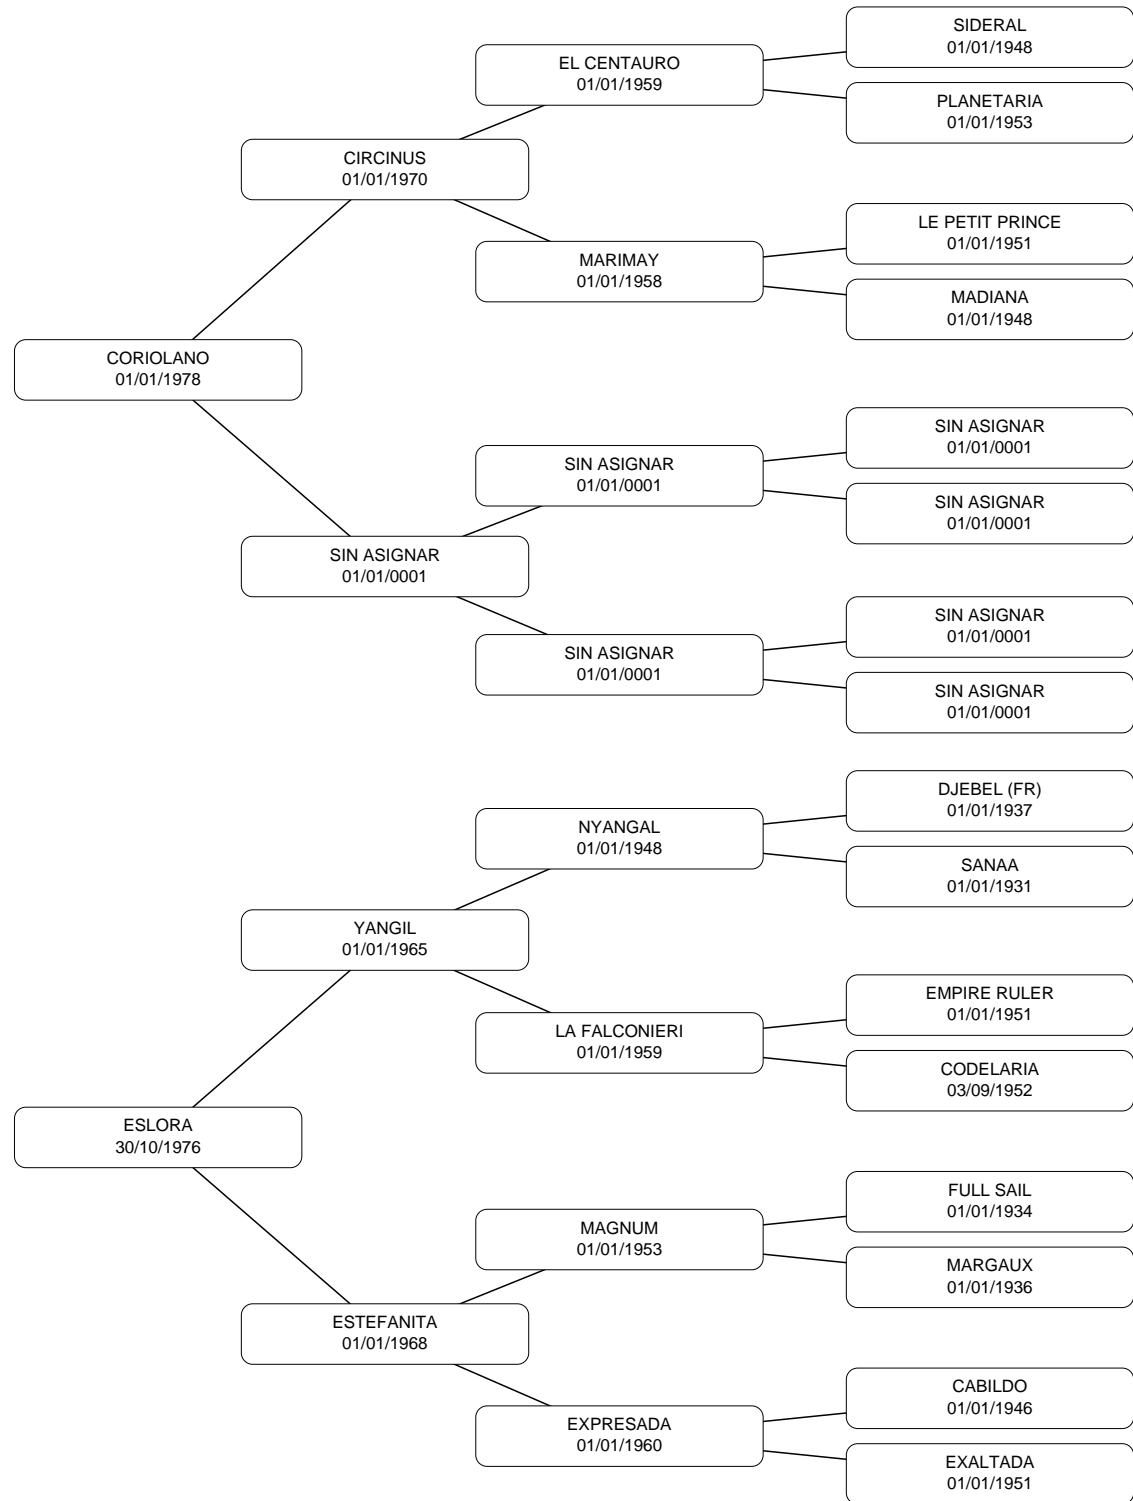 SIDERAL
01/01/1948
EL CENTAURO
01/01/1959
PLANETARIA
01/01/1953
CIRCINUS
01/01/1970
LE PETIT PRINCE
01/01/1951
MARIMAY
01/01/1958
MADIANA
01/01/1948
CORIOLANO
01/01/1978
SIN ASIGNAR
01/01/0001
SIN ASIGNAR
01/01/0001
SIN ASIGNAR
01/01/0001
SIN ASIGNAR
01/01/0001
SIN ASIGNAR
01/01/0001
SIN ASIGNAR
01/01/0001
SIN ASIGNAR
01/01/0001
DJEBEL (FR)
01/01/1937
NYANGAL
01/01/1948
SANAA
01/01/1931
YANGIL
01/01/1965
EMPIRE RULER
01/01/1951
LA FALCONIERI
01/01/1959
CODELARIA
03/09/1952
ESLORA
30/10/1976
FULL SAIL
01/01/1934
MAGNUM
01/01/1953
MARGAUX
01/01/1936
ESTEFANITA
01/01/1968
CABILDO
01/01/1946
EXPRESADA
01/01/1960
EXALTADA
01/01/1951